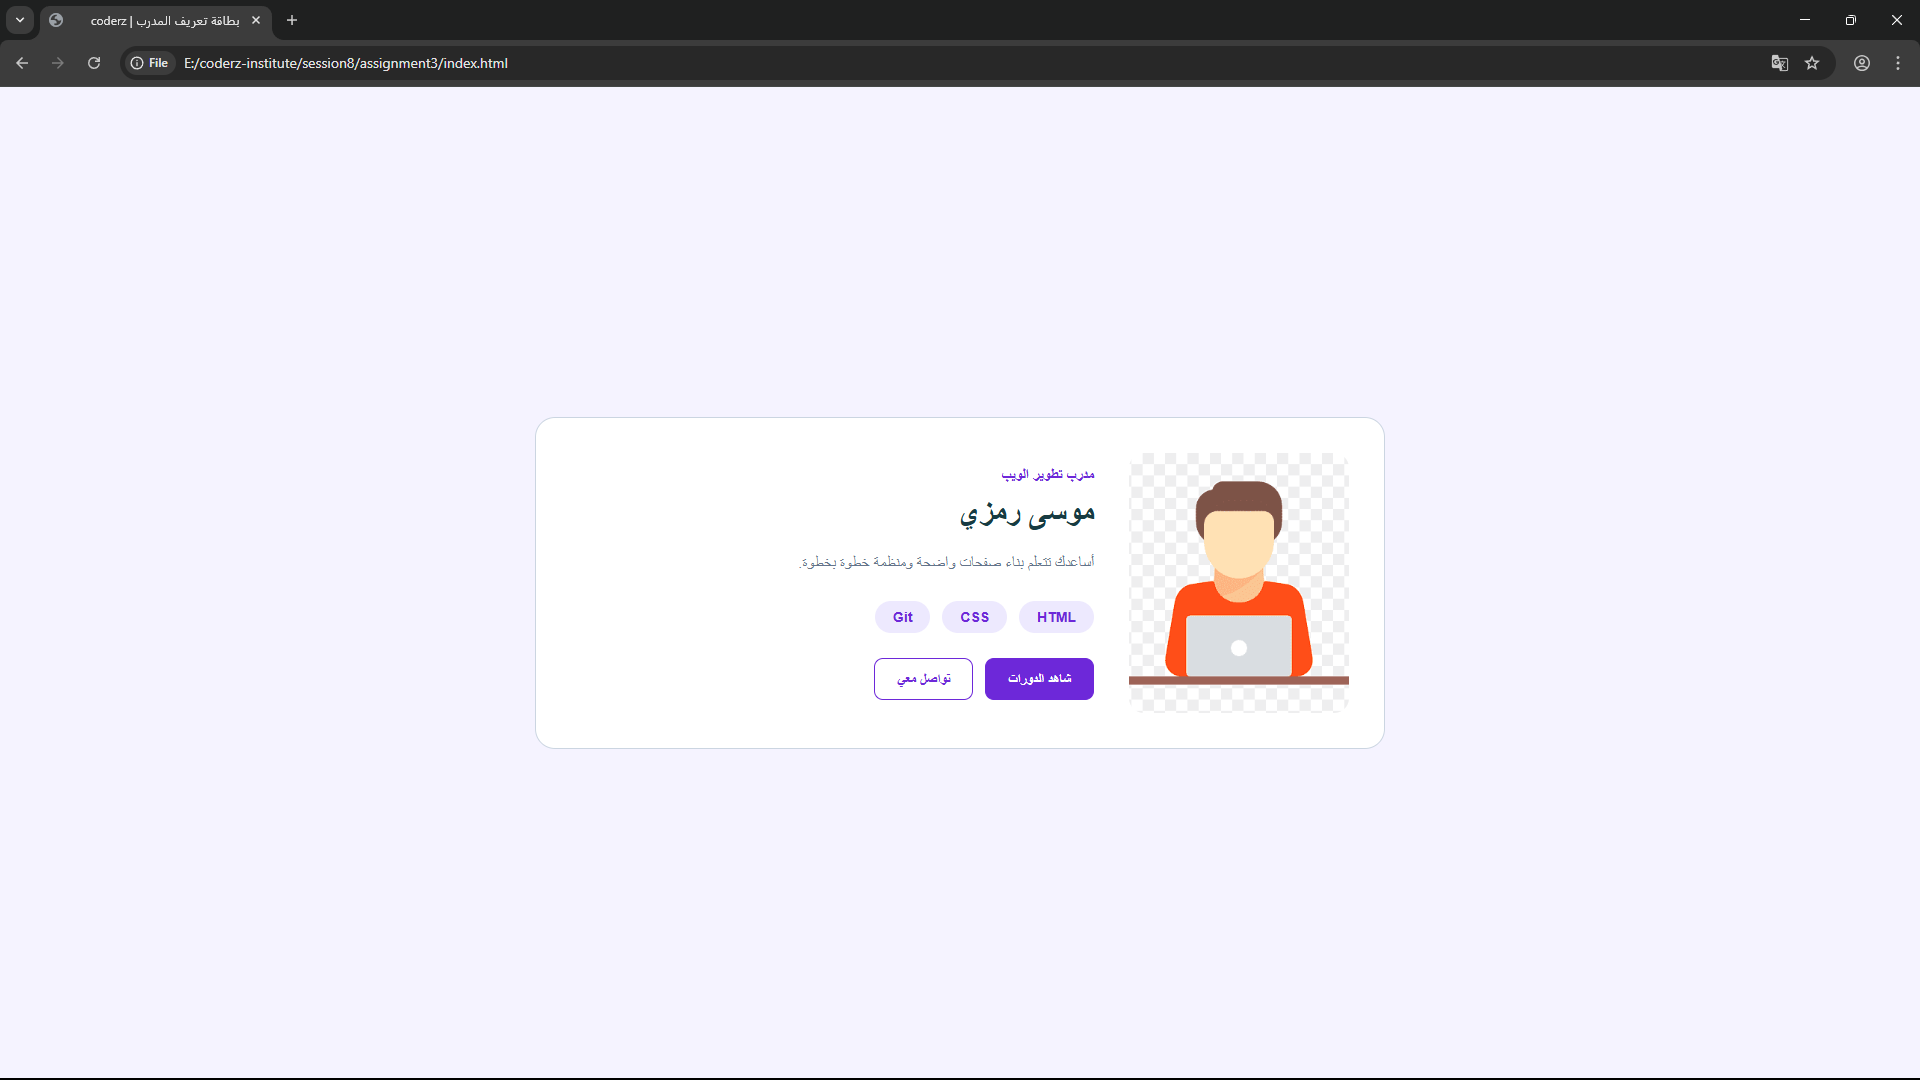 بطاقة تعريف المدرب | coderz
File
E:/coderz-institute/session8/assignment3/index.html
مدرب تطوير الويب
موسى رمزي
أساعدك تتعلم بناء صفحات واضحة ومنظمة خطوة بخطوة.
HTML CSS Git
شاهد الدورات تواصل معي